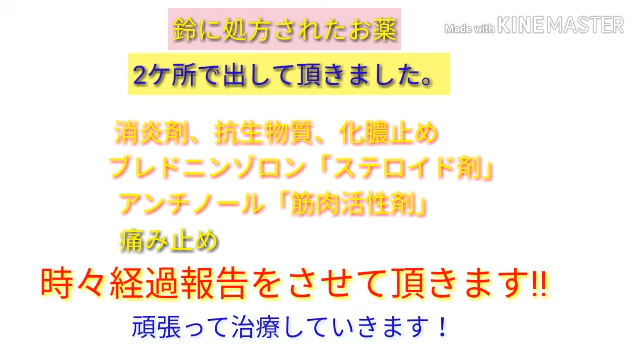 鈴に処方されたお薬
Made with KINEMASTER
2ケ所で出して頂きました。
消炎剤、抗生物質、化膿止め
プレドニンゾロン「ステロイド剤」
アンチノール「筋肉活性剤」
痛み止め
時々経過報告をさせて頂きます!!
頑張って治療していきます！